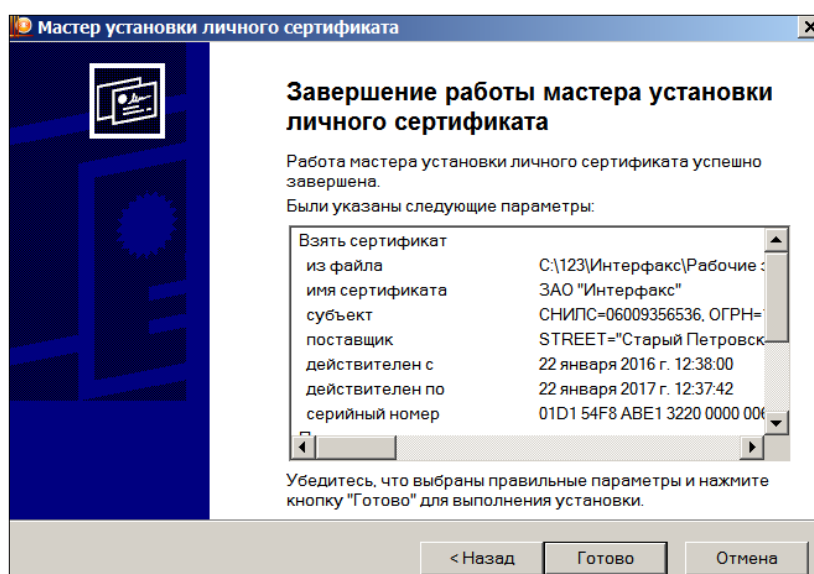 Мастер установки личного сертификата
Завершение работы мастера установки
личного сертификата
Работа мастера установки личного сертификата успешно
завершена.
Были указаны следующие параметры:
Взять сертификат
из файла C:\123\Интерфакс\Рабочие
имя сертификата ЗАО "Интерфакс"
субъект СНИЛС=06009356536, ОГРН=
поставщик STREET="Старый Петровск
действителен с 22 января 2016 г. 12:38:00
действителен по 22 января 2017 г. 12:37:42
серийный номер 01D1 54F8 ABE1 3220 0000 006
Убедитесь, что выбраны правильные параметры и нажмите
кнопку "Готово" для выполнения установки.
< Назад Готово Отмена